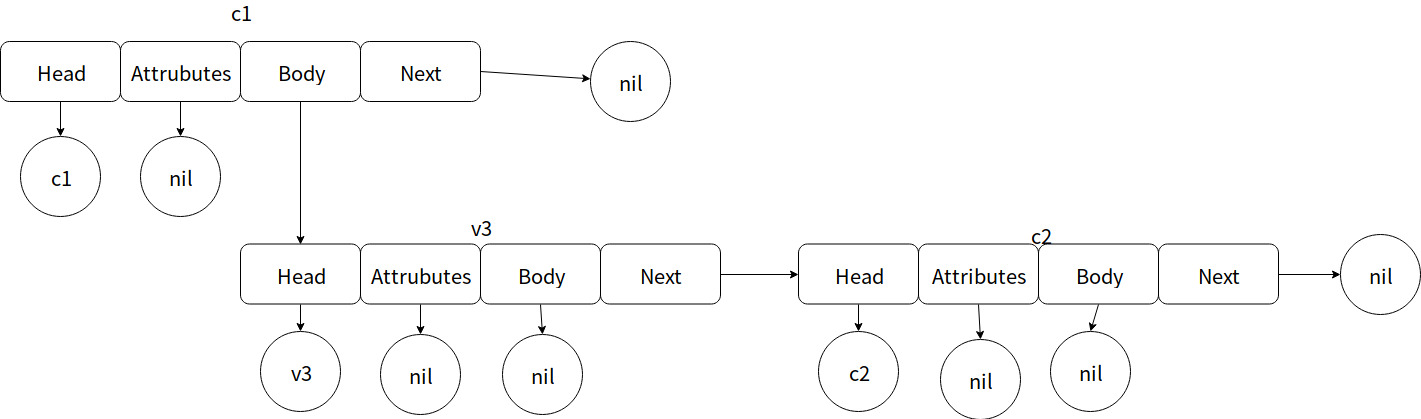 c1
Head Attrubutes Body Next
nil
c1 nil
v3 c2
Head Attrubutes Body Next Head Attributes Body Next nil
v3 nil nil c2 nil nil